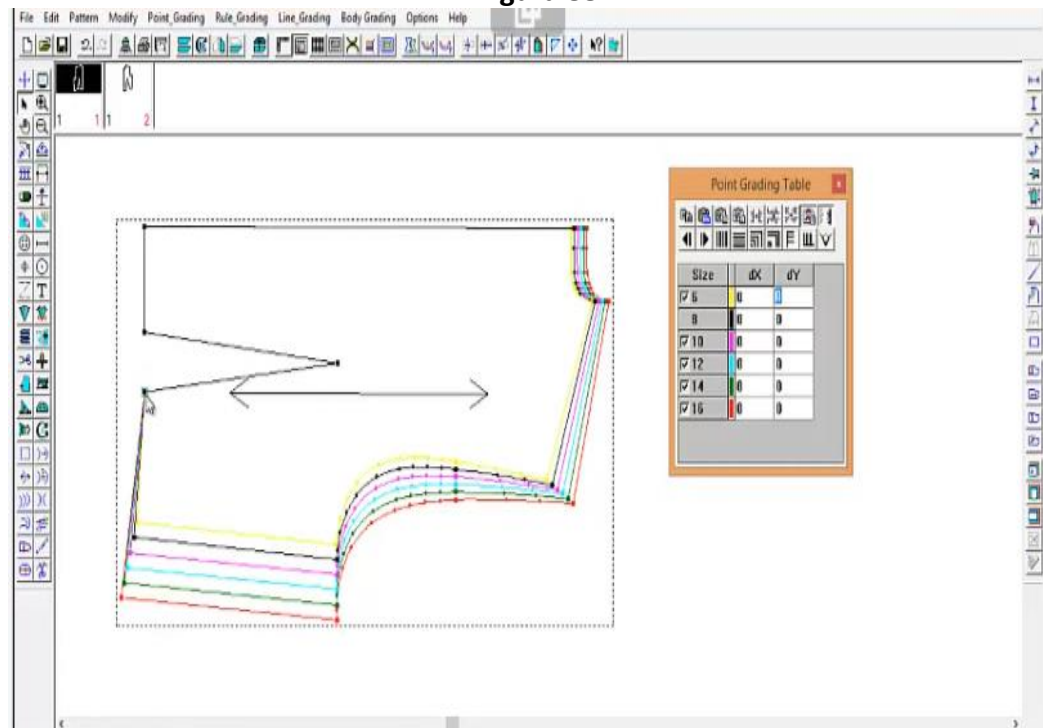 File Edit Pattern Modify Point_Grading Rule_Grading Line_Grading Body Grading Options Help
1 1 1 2
Point Grading Table
Size dX dY
6 0 0
8 0 0
10 0 0
12 0 0
14 0 0
16 0 0